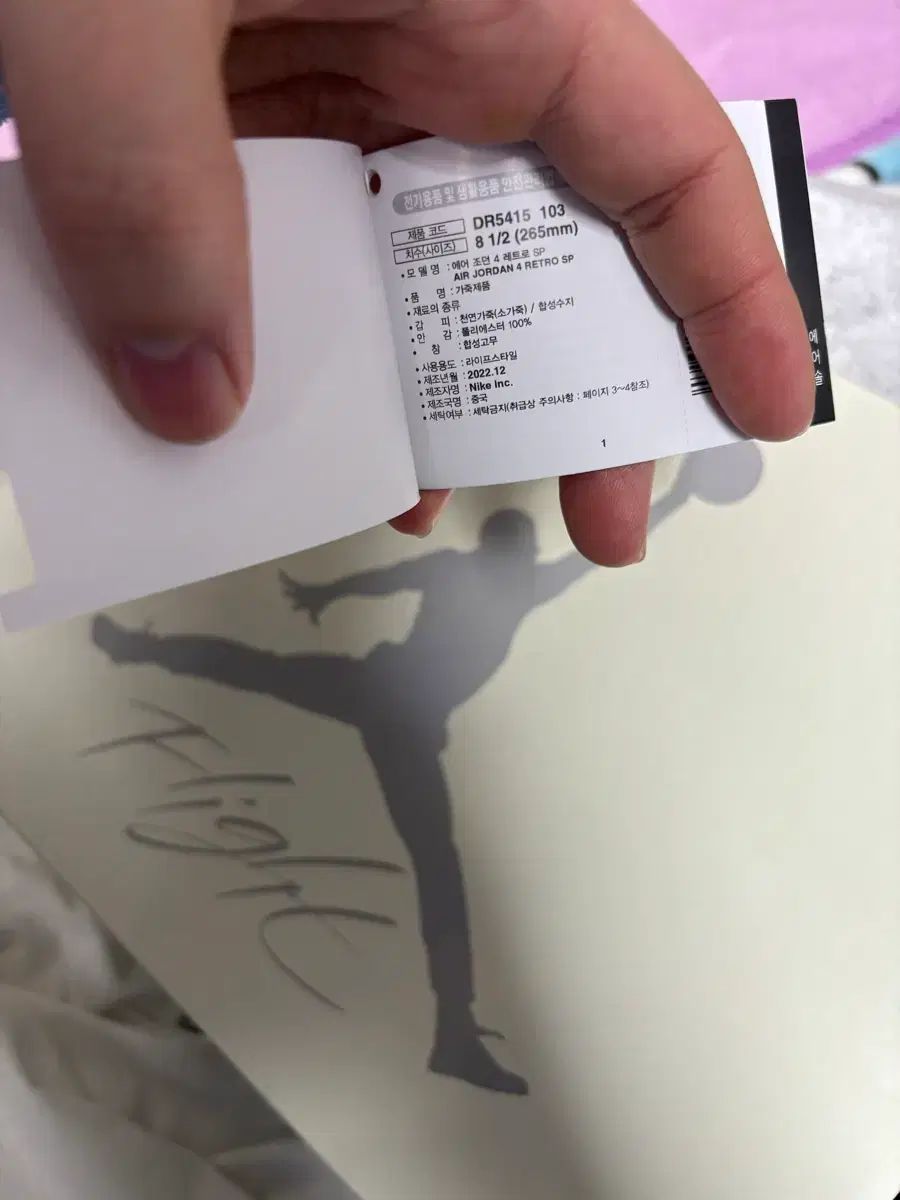 전기용품 및 생활용품 안전관리법
제품 코드 DR5415 103
치수(사이즈) 8 1/2 (265mm)
• 모 델 명 : 에어 조던 4 레트로 SP
AIR JORDAN 4 RETRO SP
• 품 명 : 가죽제품
• 재료의 종류
• 갑 피 : 천연가죽(소가죽) / 합성수지
• 안 감 : 폴리에스터 100%
• 창 : 합성고무
• 사용용도 : 라이프스타일
• 제조년월 : 2022.12
• 제조자명 : Nike Inc.
• 제조국명 : 중국
• 세탁여부 : 세탁금지(취급상 주의사항 : 페이지 3~4참조)
1
에
어
술
Flight